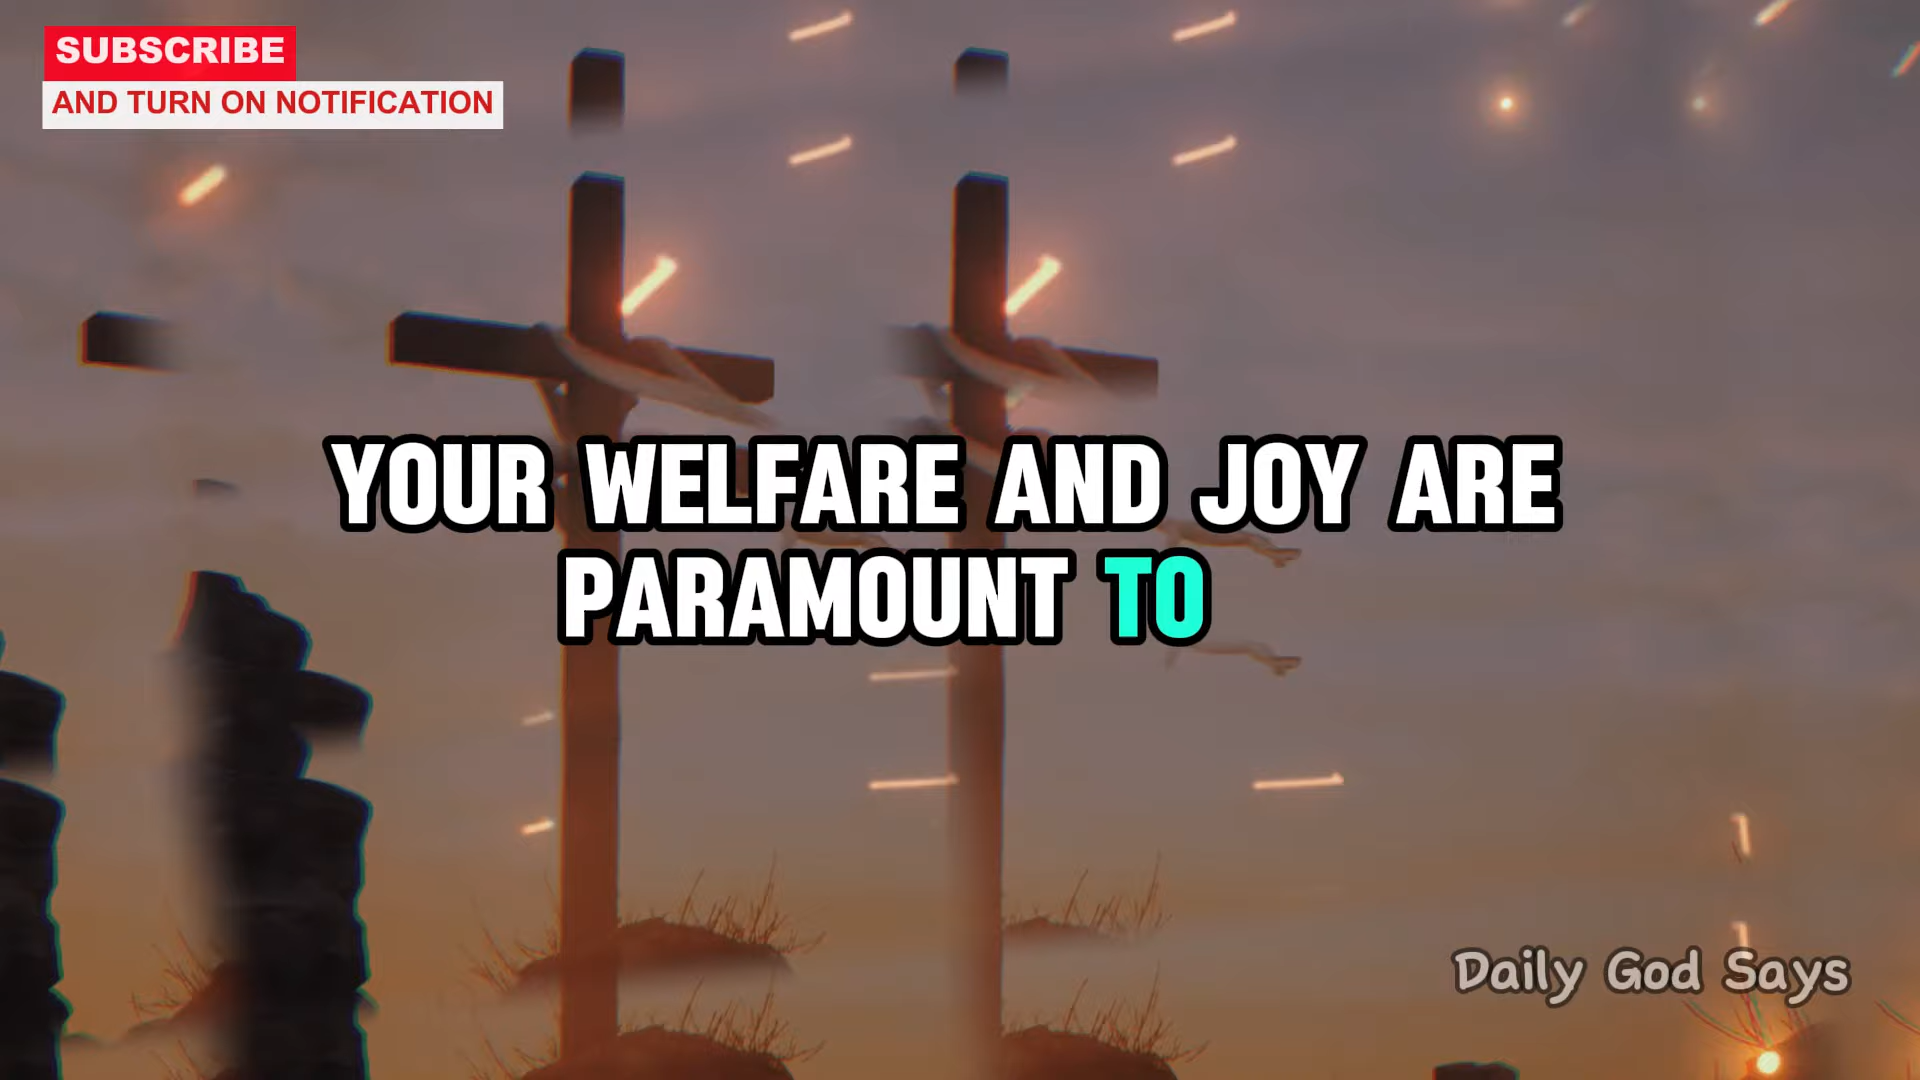 SUBSCRIBE
AND TURN ON NOTIFICATION
YOUR WELFARE AND JOY ARE
PARAMOUNT TO
Daily God Says